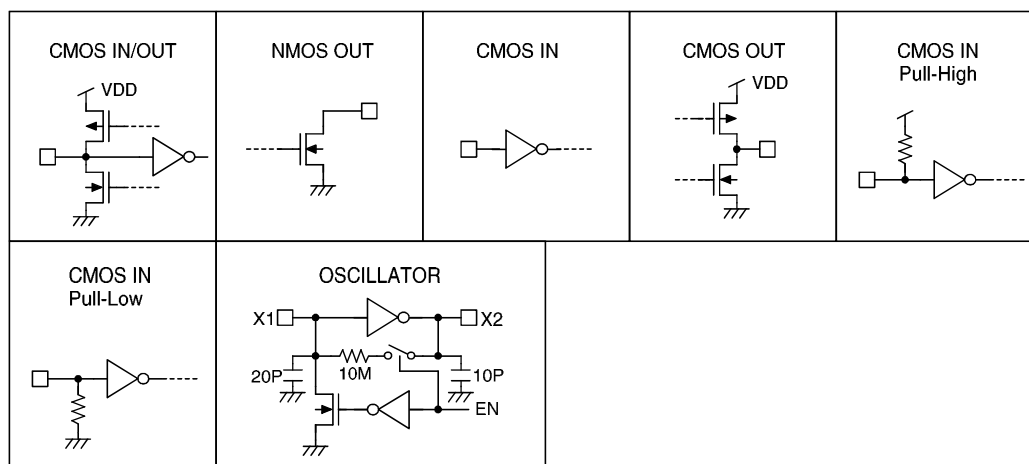 CMOS IN/OUT
VDD
NMOS OUT
CMOS IN
CMOS OUT
VDD
CMOS IN
Pull-High
CMOS IN
Pull-Low
OSCILLATOR
X1
X2
20P
10M
10P
EN